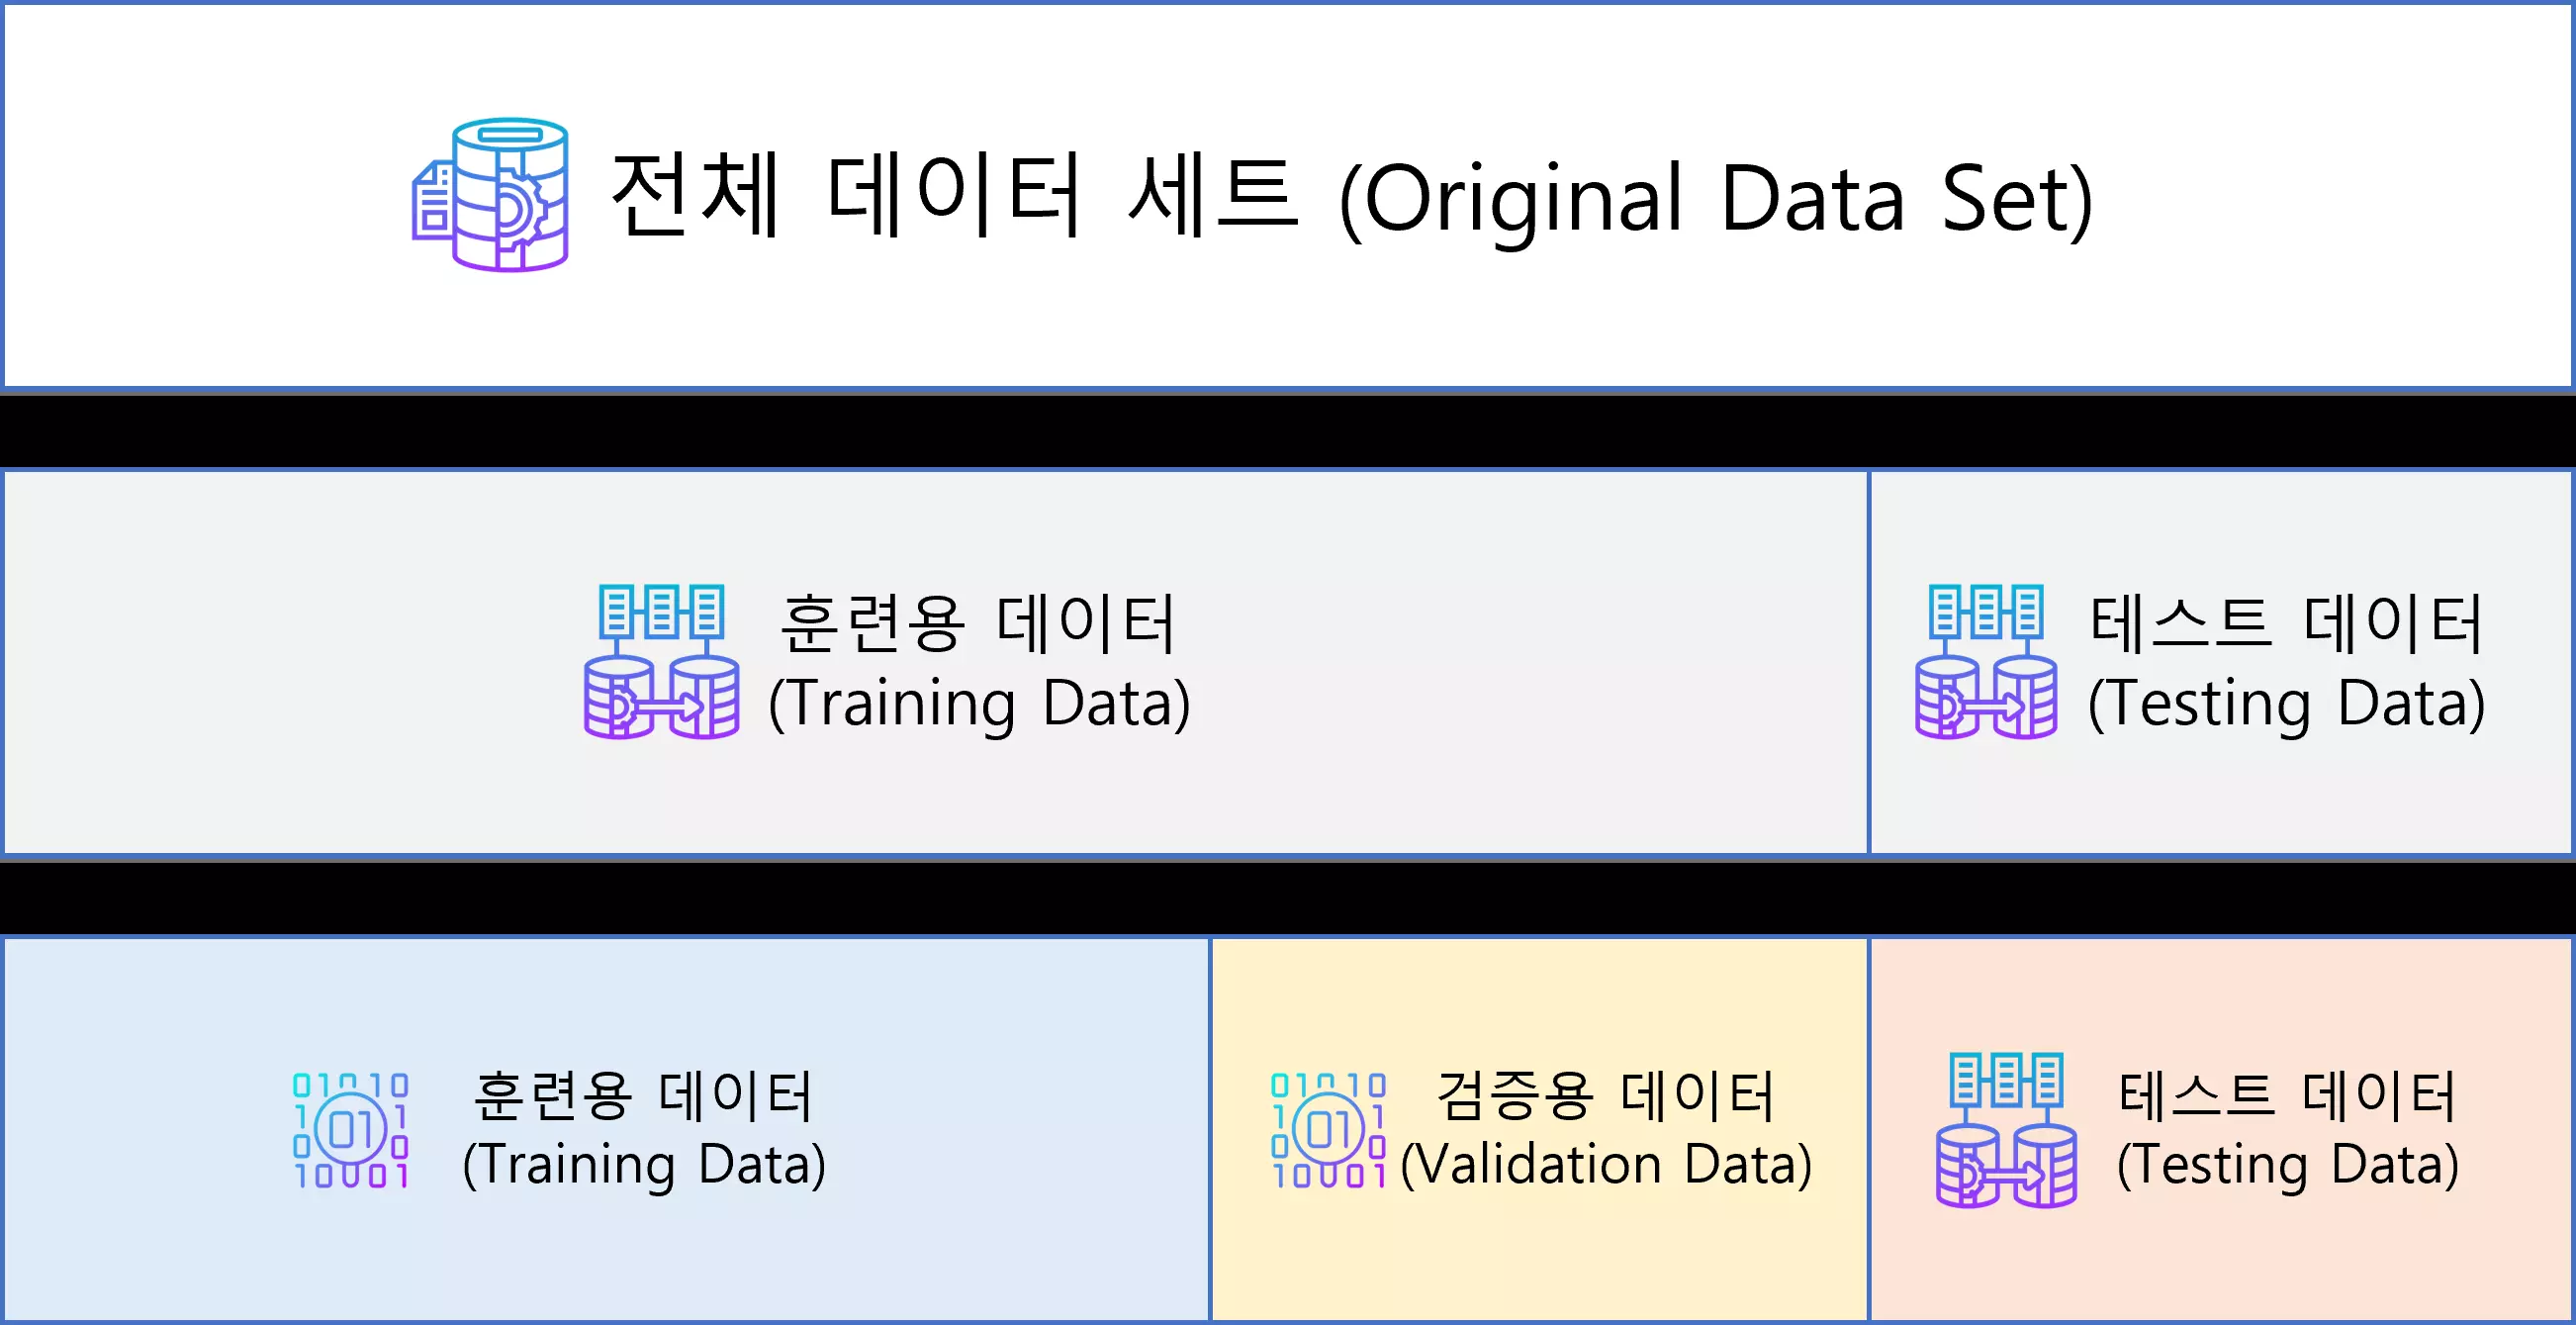 전체 데이터 세트 (Original Data Set)
훈련용 데이터
(Training Data)
테스트 데이터
(Testing Data)
훈련용 데이터
(Training Data)
검증용 데이터
(Validation Data)
테스트 데이터
(Testing Data)